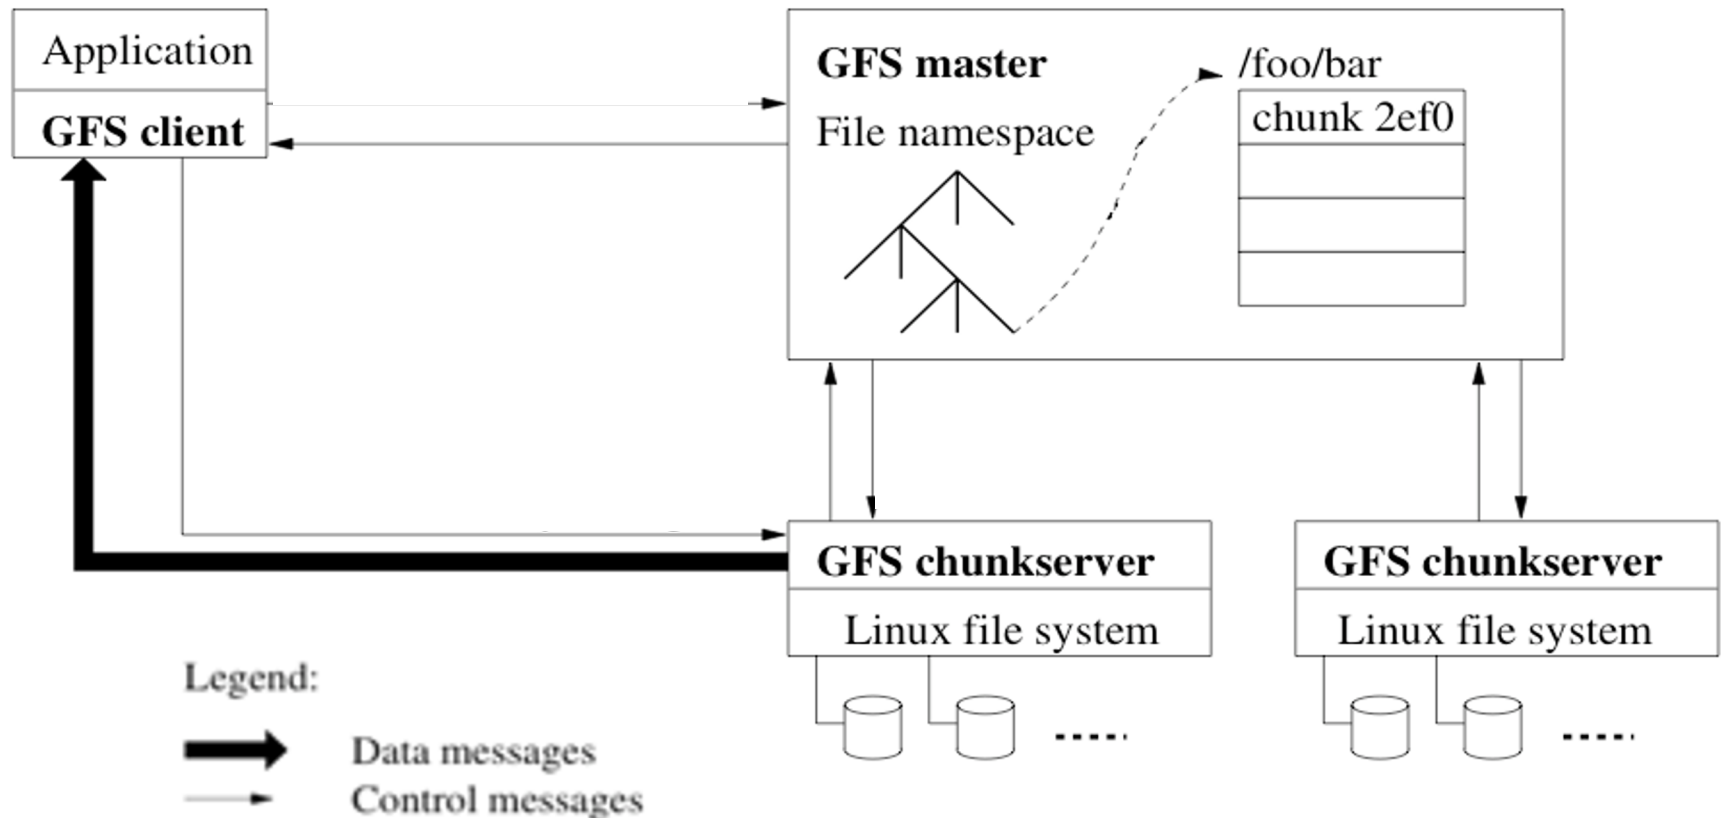 Application
GFS client
GFS master
File namespace
/foo/bar
chunk 2ef0
GFS chunkserver
Linux file system
GFS chunkserver
Linux file system
Legend:
Data messages
Control messages